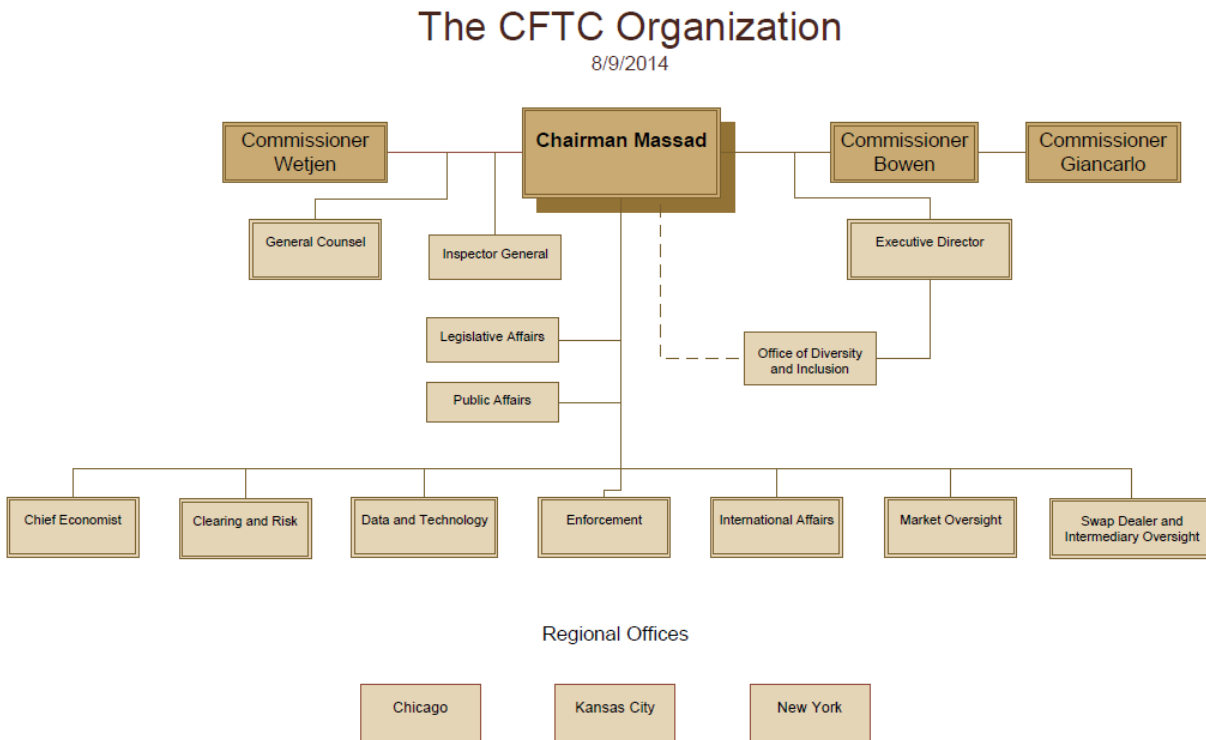 The CFTC Organization
8/9/2014
Commissioner
Wetjen
Chairman Massad
Commissioner
Bowen
Commissioner
Giancarlo
General Counsel
Inspector General
Executive Director
Legislative Affairs
Office of Diversity
and Inclusion
Public Affairs
Chief Economist
Clearing and Risk
Data and Technology
Enforcement
International Affairs
Market Oversight
Swap Dealer and
Intermediary Oversight
Regional Offices
Chicago
Kansas City
New York